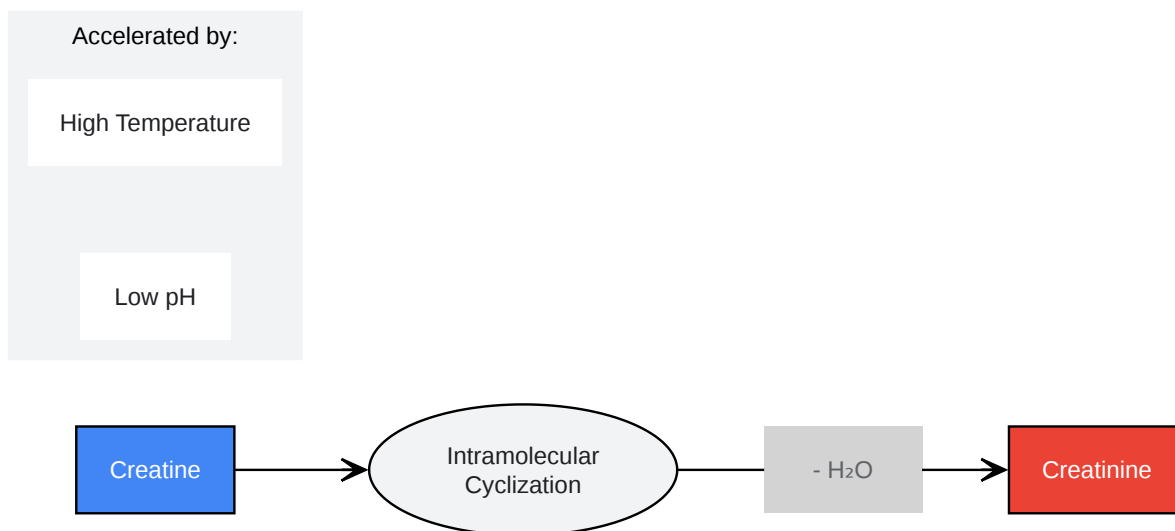 Accelerated by:
High Temperature
Low pH
Creatine
Intramolecular
Cyclization
- H₂O
Creatinine